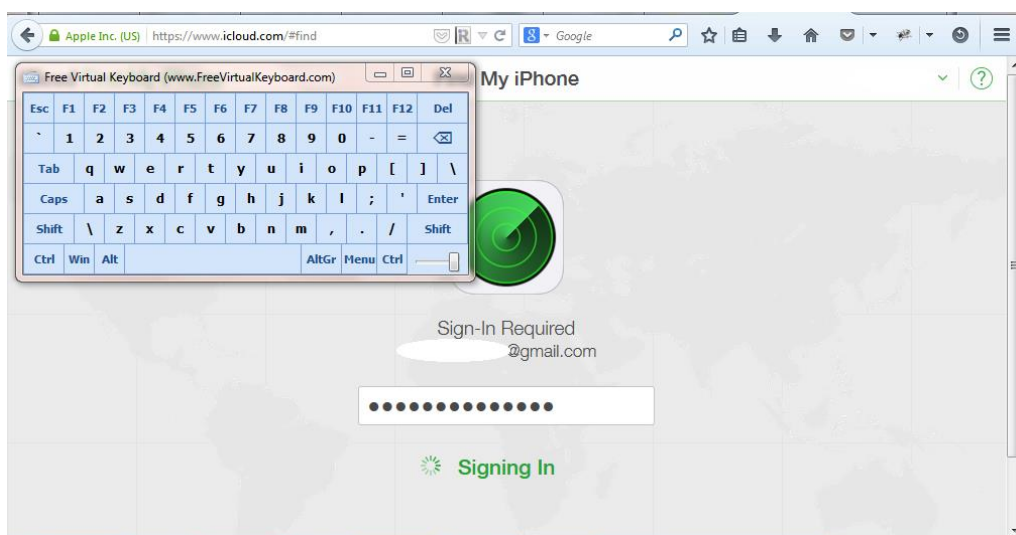 Apple Inc. (US) https://www.icloud.com/#find R 8 Google
Free Virtual Keyboard (www.FreeVirtualKeyboard.com)
My iPhone ?
Esc F1 F2 F3 F4 F5 F6 F7 F8 F9 F10 F11 F12 Del
` 1 2 3 4 5 6 7 8 9 0 - =
Tab q w e r t y u i o p [ ] \
Caps a s d f g h j k l ; ' Enter
Shift \ z x c v b n m , . / Shift
Ctrl Win Alt AltGr Menu Ctrl
Sign-In Required
@gmail.com
Signing In